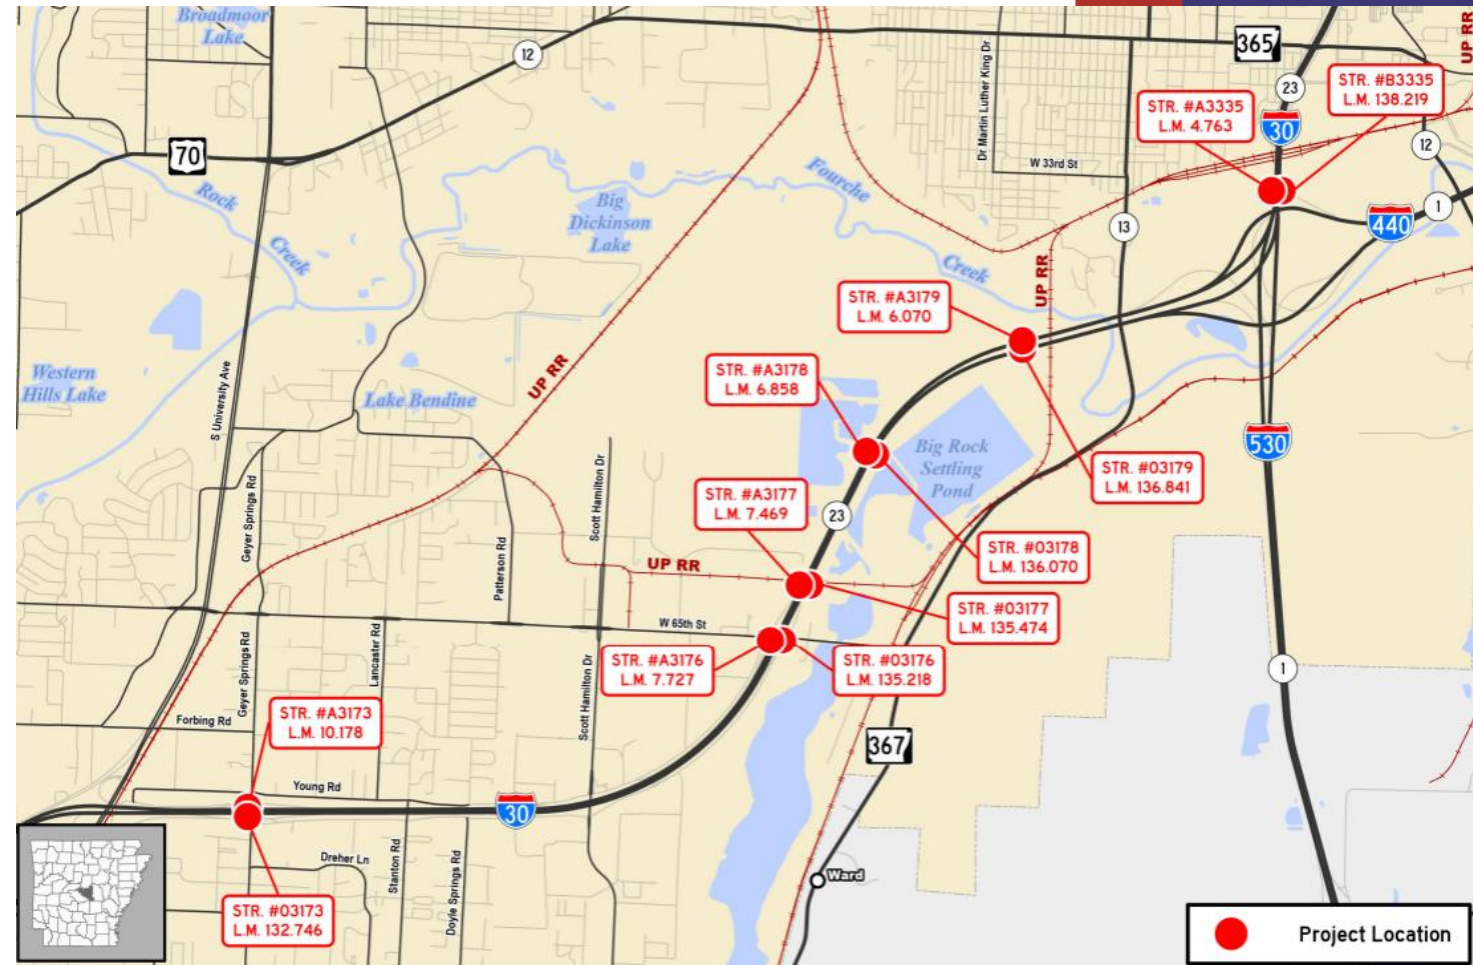 Broadmoor
Lake
12
365
UP RR
23
STR. #B3335
L.M. 138.219
STR. #A3335
L.M. 4.763
30
Dr Martin Luther King Dr
70
W 33rd St
12
Rock
Creek
Big
Dickinson
Lake
Fourche
Creek
13
1
440
UP RR
STR. #A3179
L.M. 6.070
Western
Hills Lake
S University Ave
Lake Bendine
UP RR
STR. #A3178
L.M. 6.858
Big Rock
Settling
Pond
530
STR. #03179
L.M. 136.841
Geyer Springs Rd
Scott Hamilton Dr
STR. #A3177
L.M. 7.469
23
Patterson Rd
UP RR
STR. #03178
L.M. 136.070
STR. #03177
L.M. 135.474
W 65th St
Geyer Springs Rd
Lancaster Rd
Scott Hamilton Dr
STR. #A3176
L.M. 7.727
STR. #03176
L.M. 135.218
1
Forbing Rd
STR. #A3173
L.M. 10.178
367
Young Rd
30
Dreher Ln
Stanton Rd
Doyle Springs Rd
Ward
STR. #03173
L.M. 132.746
Project Location